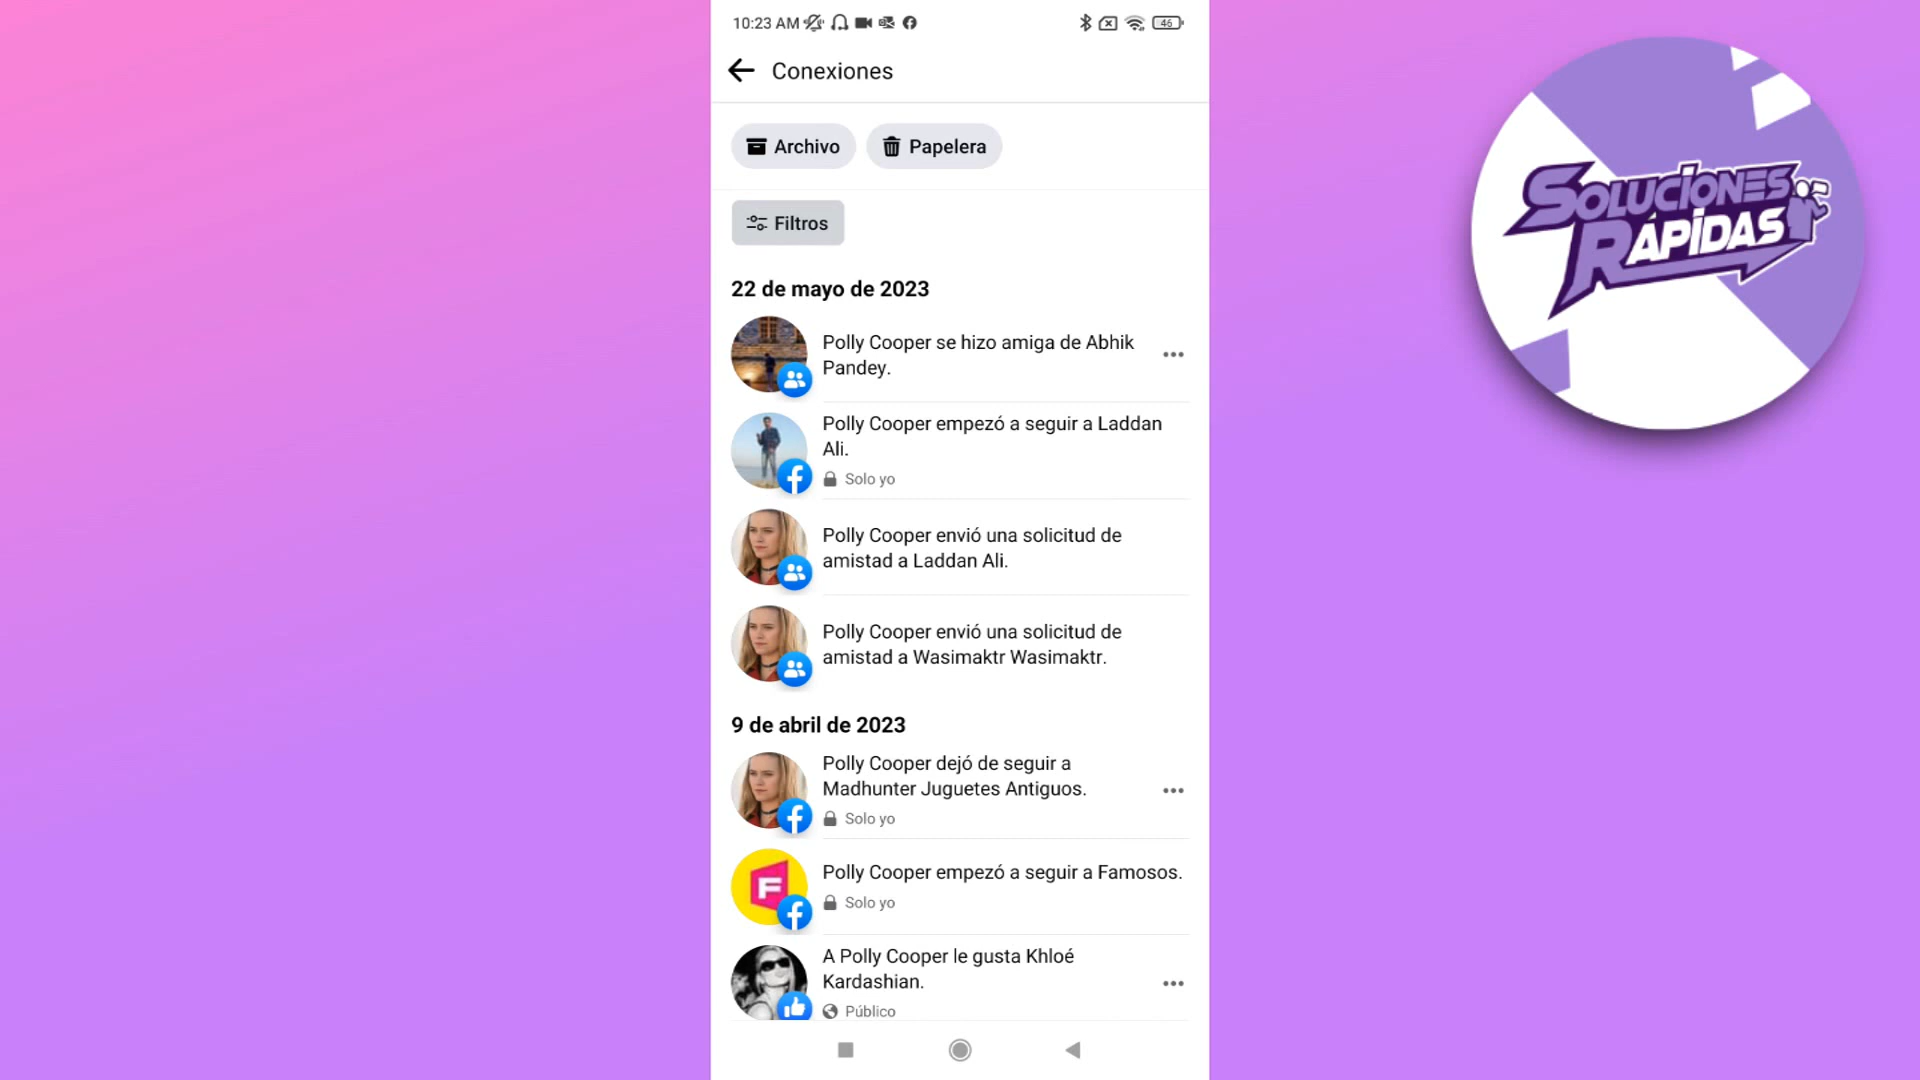 10:23 AM
46
Conexiones
Archivo
Papelera
Filtros
22 de mayo de 2023
Polly Cooper se hizo amiga de Abhik
Pandey.
Polly Cooper empezó a seguir a Laddan
Ali.
Solo yo
Polly Cooper envió una solicitud de
amistad a Laddan Ali.
Polly Cooper envió una solicitud de
amistad a Wasimaktr Wasimaktr.
9 de abril de 2023
Polly Cooper dejó de seguir a
Madhunter Juguetes Antiguos.
Solo yo
Polly Cooper empezó a seguir a Famosos.
Solo yo
A Polly Cooper le gusta Khloé
Kardashian.
Público
F
SOLUCIONES
RÁPIDAS